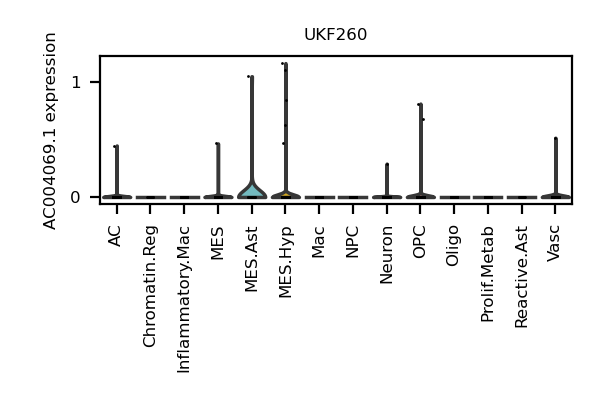 UKF260
AC004069.1 expression
1
0
AC
Chromatin.Reg
Inflammatory.Mac
MES
MES.Ast
MES.Hyp
Mac
NPC
Neuron
OPC
Oligo
Prolif.Metab
Reactive.Ast
Vasc